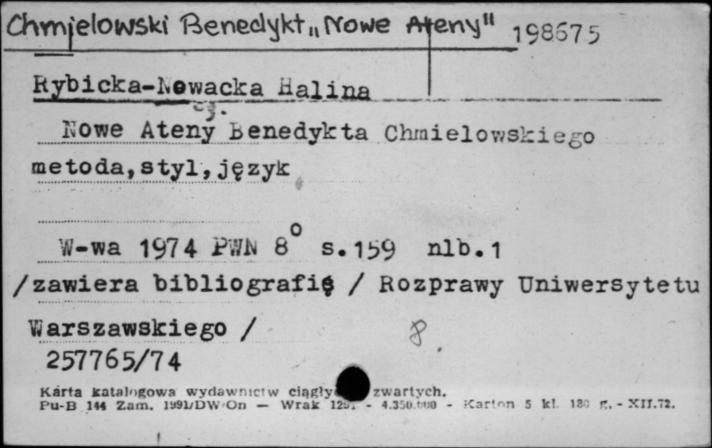 Chmielowski Benedykt „Nowe Ateny" 198675
Rybicka-Nowacka Halina
Nowe Ateny Benedykta Chmielowskiego
metoda,styl,język
W-wa 1974 PWN 8° s.159 nlb.1
/zawiera bibliografię / Rozprawy Uniwersytetu
Warszawskiego / 8
257765/74
Karta katalogowa wydawnictw zwartych.
Pu-B 144 Zam. 1991/DW/On — Wrak - 4.350.000 - Karton 5 kl. 180 g. - XII.72.